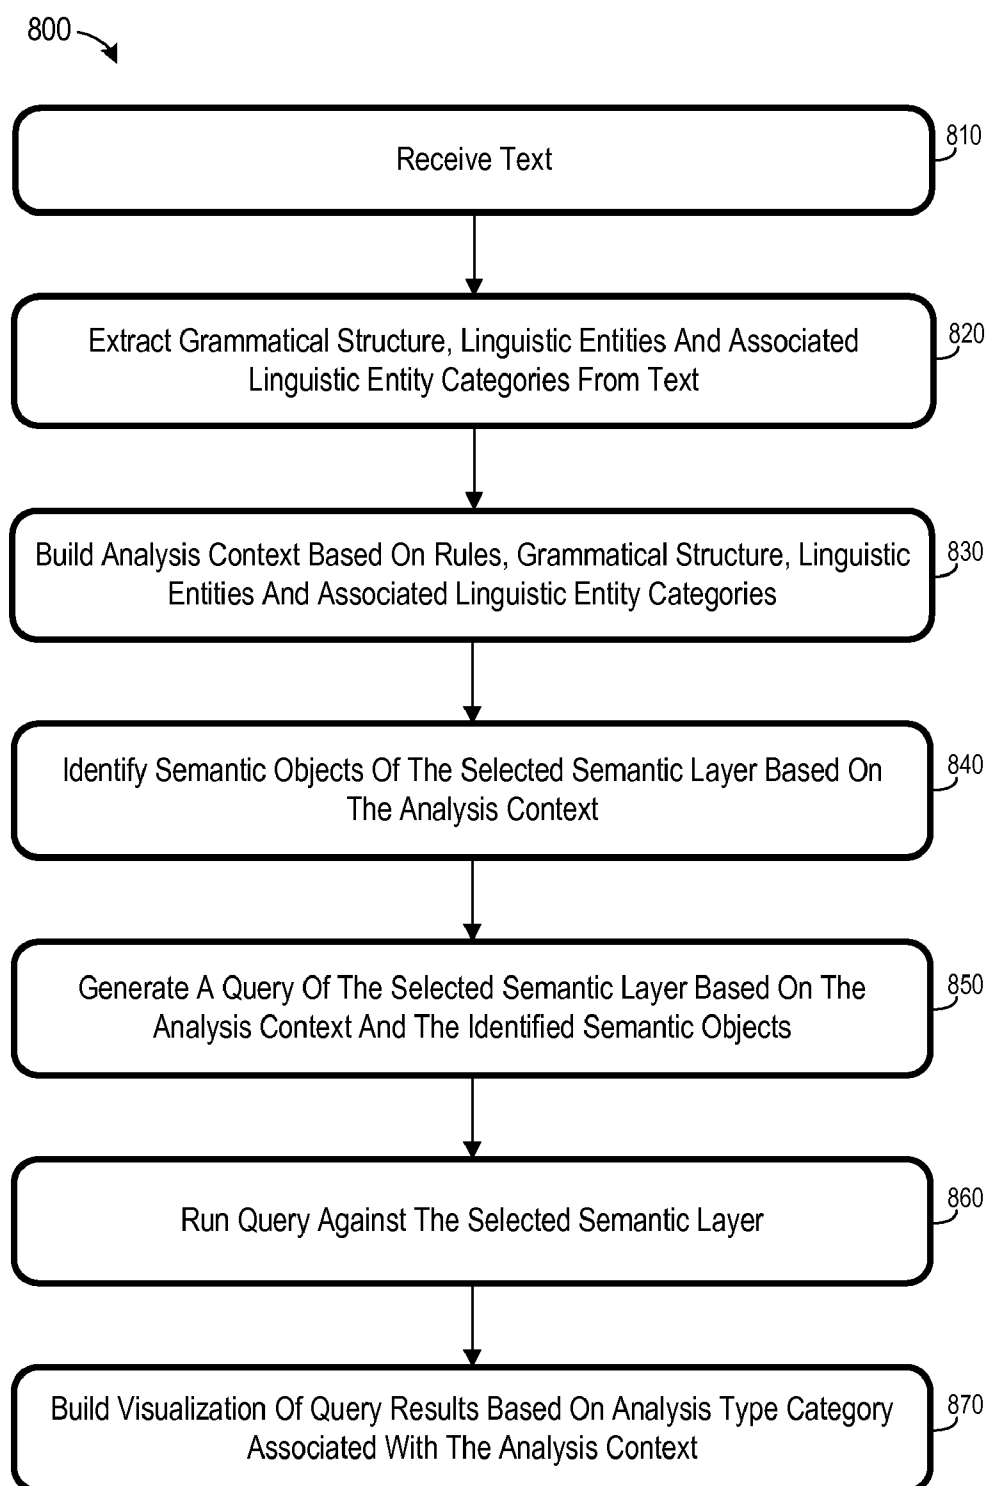 800
Receive Text
810
Extract Grammatical Structure, Linguistic Entities And Associated
Linguistic Entity Categories From Text
820
Build Analysis Context Based On Rules, Grammatical Structure, Linguistic
Entities And Associated Linguistic Entity Categories
830
Identify Semantic Objects Of The Selected Semantic Layer Based On
The Analysis Context
840
Generate A Query Of The Selected Semantic Layer Based On The
Analysis Context And The Identified Semantic Objects
850
Run Query Against The Selected Semantic Layer
860
Build Visualization Of Query Results Based On Analysis Type Category
Associated With The Analysis Context
870